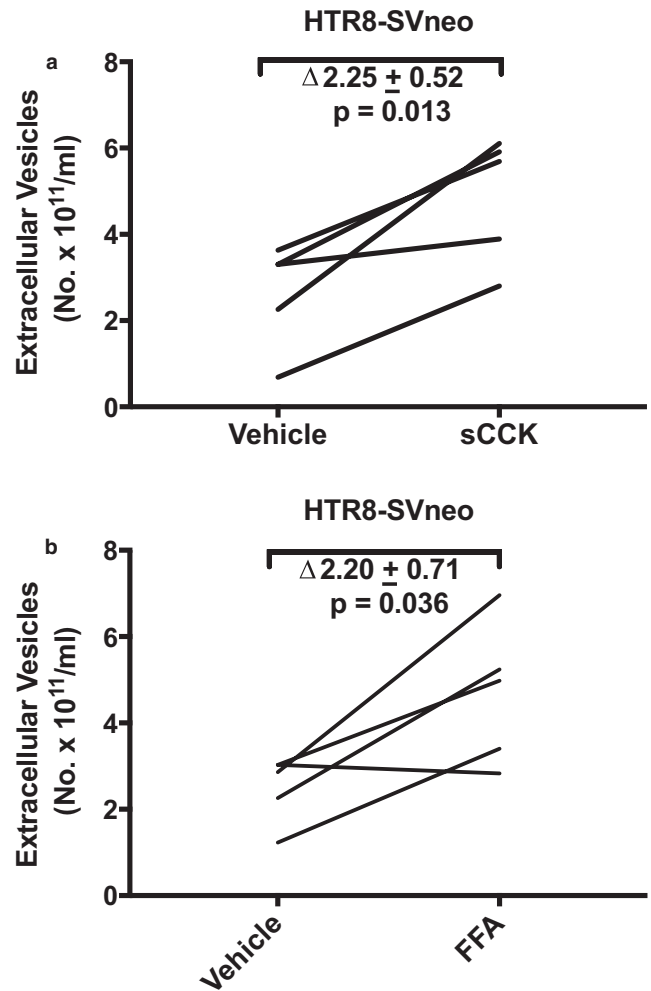 HTR8-SVneo
a
Δ 2.25 ± 0.52
p = 0.013
Extracellular Vesicles
(No. x 10¹¹/ml)
8
6
4
2
0
Vehicle sCCK
HTR8-SVneo
b
Δ 2.20 ± 0.71
p = 0.036
Extracellular Vesicles
(No. x 10¹¹/ml)
8
6
4
2
0
Vehicle FFA